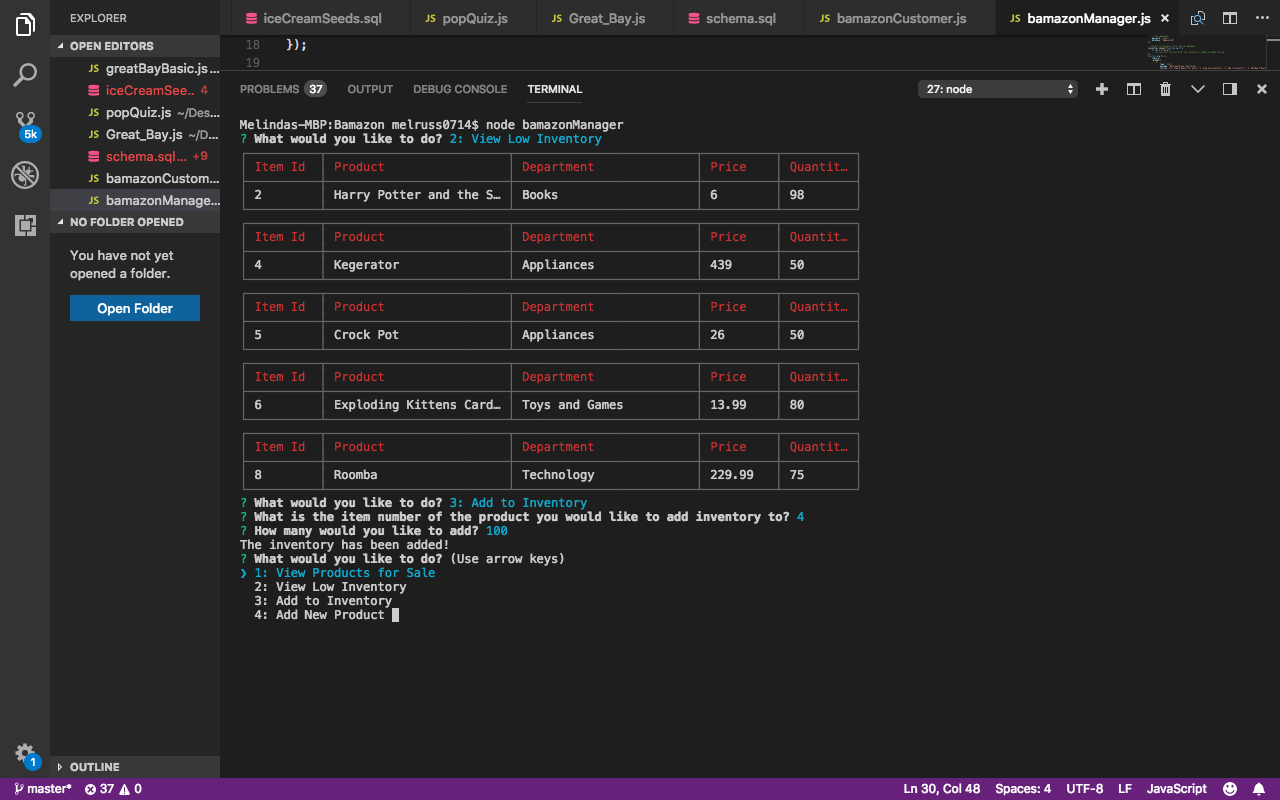 EXPLORER
OPEN EDITORS
JS greatBayBasic.js ...
iceCreamSee.. 4
JS popQuiz.js ~/Des...
JS Great_Bay.js ~/D...
schema.sql... +9
JS bamazonCustom...
JS bamazonManage...
NO FOLDER OPENED
You have not yet
opened a folder.
Open Folder
OUTLINE
5k
1
iceCreamSeeds.sql JS popQuiz.js JS Great_Bay.js schema.sql JS bamazonCustomer.js JS bamazonManager.js
18 });
19
PROBLEMS 37 OUTPUT DEBUG CONSOLE TERMINAL 27: node
Melindas-MBP:Bamazon melruss0714$ node bamazonManager
? What would you like to do? 2: View Low Inventory
Item Id Product Department Price Quantit…
2 Harry Potter and the S… Books 6 98
Item Id Product Department Price Quantit…
4 Kegerator Appliances 439 50
Item Id Product Department Price Quantit…
5 Crock Pot Appliances 26 50
Item Id Product Department Price Quantit…
6 Exploding Kittens Card… Toys and Games 13.99 80
Item Id Product Department Price Quantit…
8 Roomba Technology 229.99 75
? What would you like to do? 3: Add to Inventory
? What is the item number of the product you would like to add inventory to? 4
? How many would you like to add? 100
The inventory has been added!
? What would you like to do? (Use arrow keys)
❯ 1: View Products for Sale
2: View Low Inventory
3: Add to Inventory
4: Add New Product
master* 37 0 Ln 30, Col 48 Spaces: 4 UTF-8 LF JavaScript